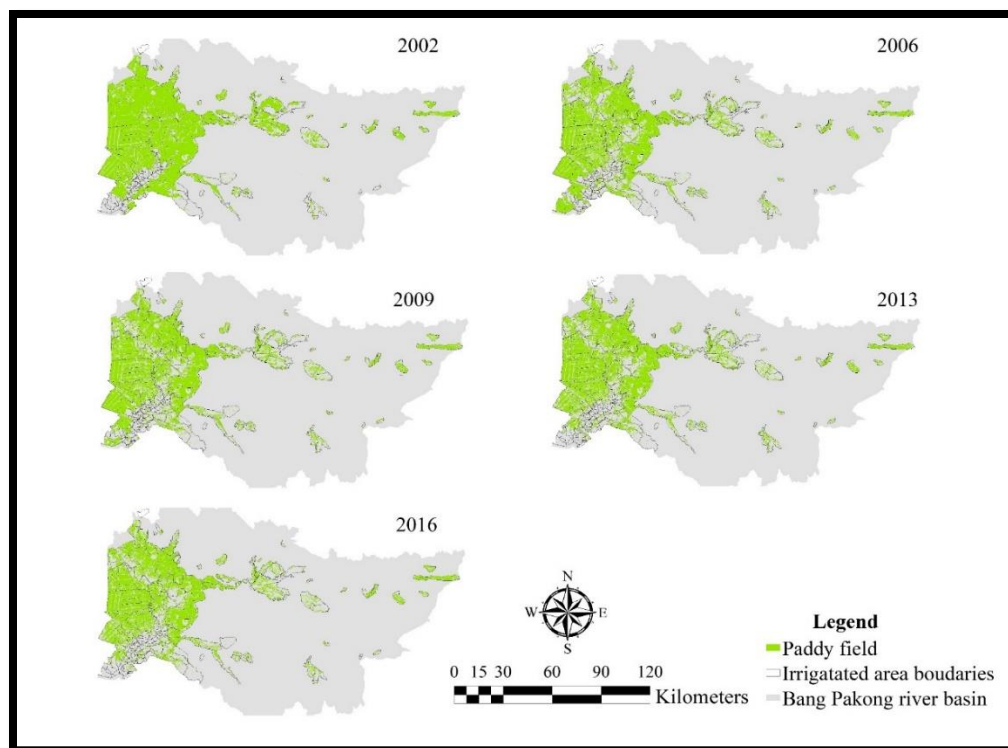 2002
2006
2009
2013
2016
N
W E
S
0 15 30 60 90 120
Kilometers
Legend
Paddy field
Irrigatated area boudaries
Bang Pakong river basin